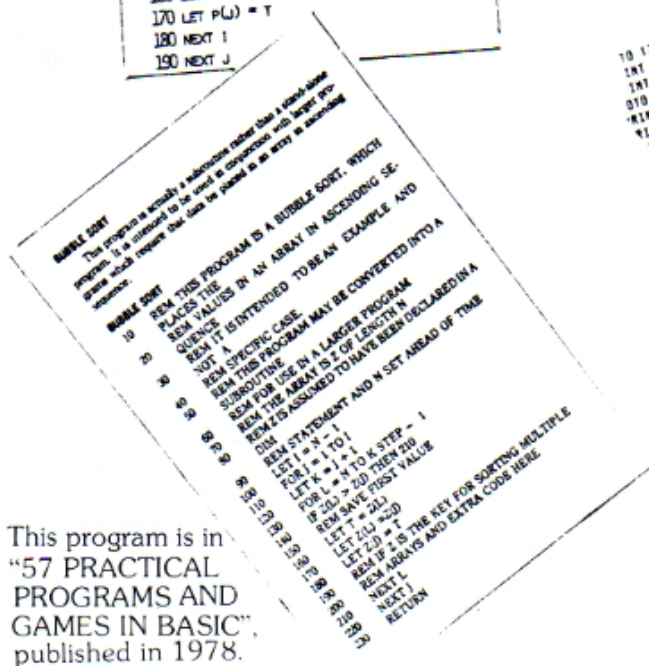 170 LET P(J) = T
180 NEXT I
190 NEXT J
BUBBLE SORT
This program is actually a subroutine rather than a stand-alone
program. It is intended to be used in conjunction with larger pro-
grams which require that data be placed in an array in ascending
sequence.
BUBBLE SORT
10 REM THIS PROGRAM IS A BUBBLE SORT, WHICH
PLACES THE
20 REM VALUES IN AN ARRAY IN ASCENDING SE-
QUENCE
30 REM IT IS INTENDED TO BE AN EXAMPLE AND
NOT A
40 REM SPECIFIC CASE.
50 REM THIS PROGRAM MAY BE CONVERTED INTO A
SUBROUTINE
60 REM FOR USE IN A LARGER PROGRAM
70 REM THE ARRAY IS Z OF LENGTH N
80 REM Z IS ASSUMED TO HAVE BEEN DECLARED IN A
DIM
90 REM STATEMENT AND N SET AHEAD OF TIME
100 LET I = N - 1
110 FOR J = 1 TO I
120 LET K = J + 1
130 FOR L = N TO K STEP - 1
140 IF Z(L) > Z(J) THEN 210
150 REM SAVE FIRST VALUE
160 LET T = Z(L)
170 LET Z(L) = Z(J)
180 LET Z(J) = T
190 REM IF Z IS THE KEY FOR SORTING MULTIPLE
200 REM ARRAYS AND EXTRA CODE HERE
210 NEXT L
220 NEXT J
230 RETURN
This program is in
"57 PRACTICAL
PROGRAMS AND
GAMES IN BASIC",
published in 1978.